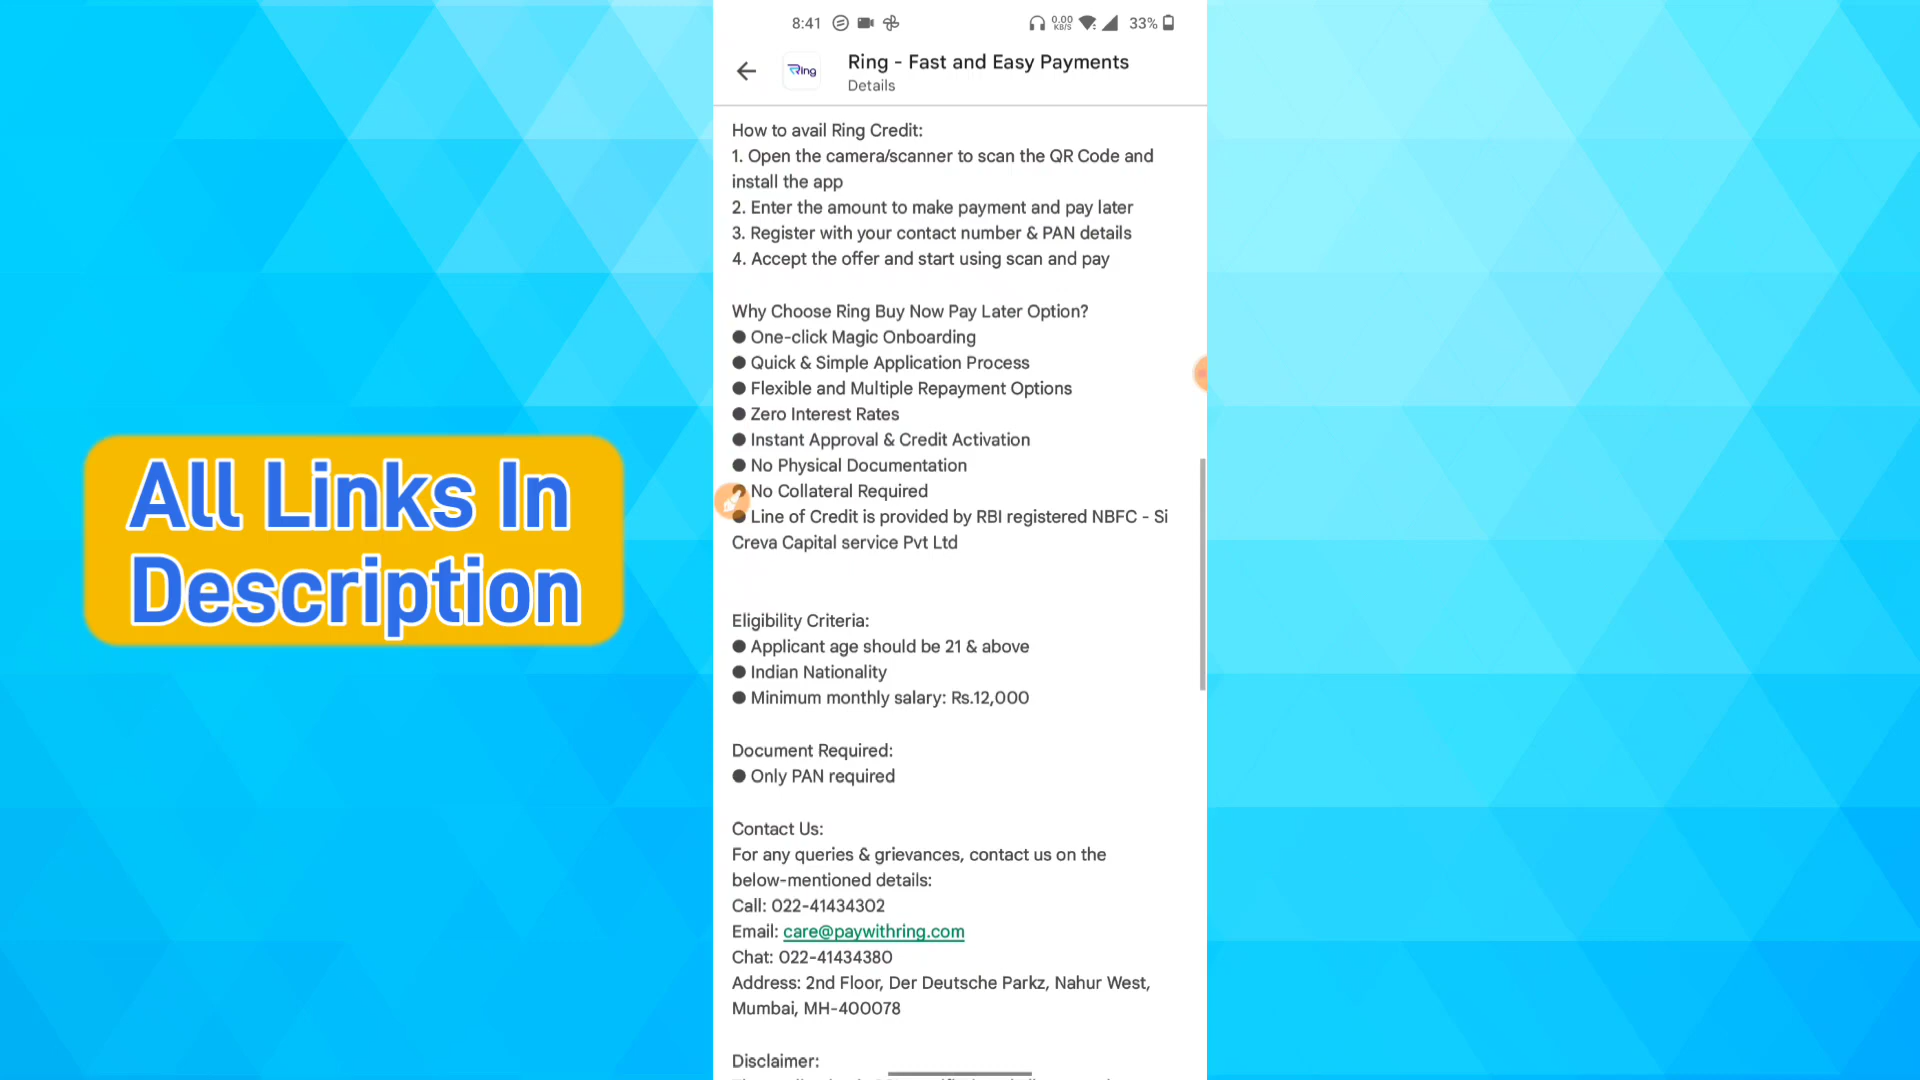 8:41
0.00
KB/S
33%
Ring
Ring - Fast and Easy Payments
Details
How to avail Ring Credit:
1. Open the camera/scanner to scan the QR Code and
install the app
2. Enter the amount to make payment and pay later
3. Register with your contact number & PAN details
4. Accept the offer and start using scan and pay
Why Choose Ring Buy Now Pay Later Option?
● One-click Magic Onboarding
● Quick & Simple Application Process
● Flexible and Multiple Repayment Options
● Zero Interest Rates
● Instant Approval & Credit Activation
● No Physical Documentation
● No Collateral Required
● Line of Credit is provided by RBI registered NBFC - Si
Creva Capital service Pvt Ltd
Eligibility Criteria:
● Applicant age should be 21 & above
● Indian Nationality
● Minimum monthly salary: Rs.12,000
Document Required:
● Only PAN required
Contact Us:
For any queries & grievances, contact us on the
below-mentioned details:
Call: 022-41434302
Email: care@paywithring.com
Chat: 022-41434380
Address: 2nd Floor, Der Deutsche Parkz, Nahur West,
Mumbai, MH-400078
Disclaimer:
All Links In
Description